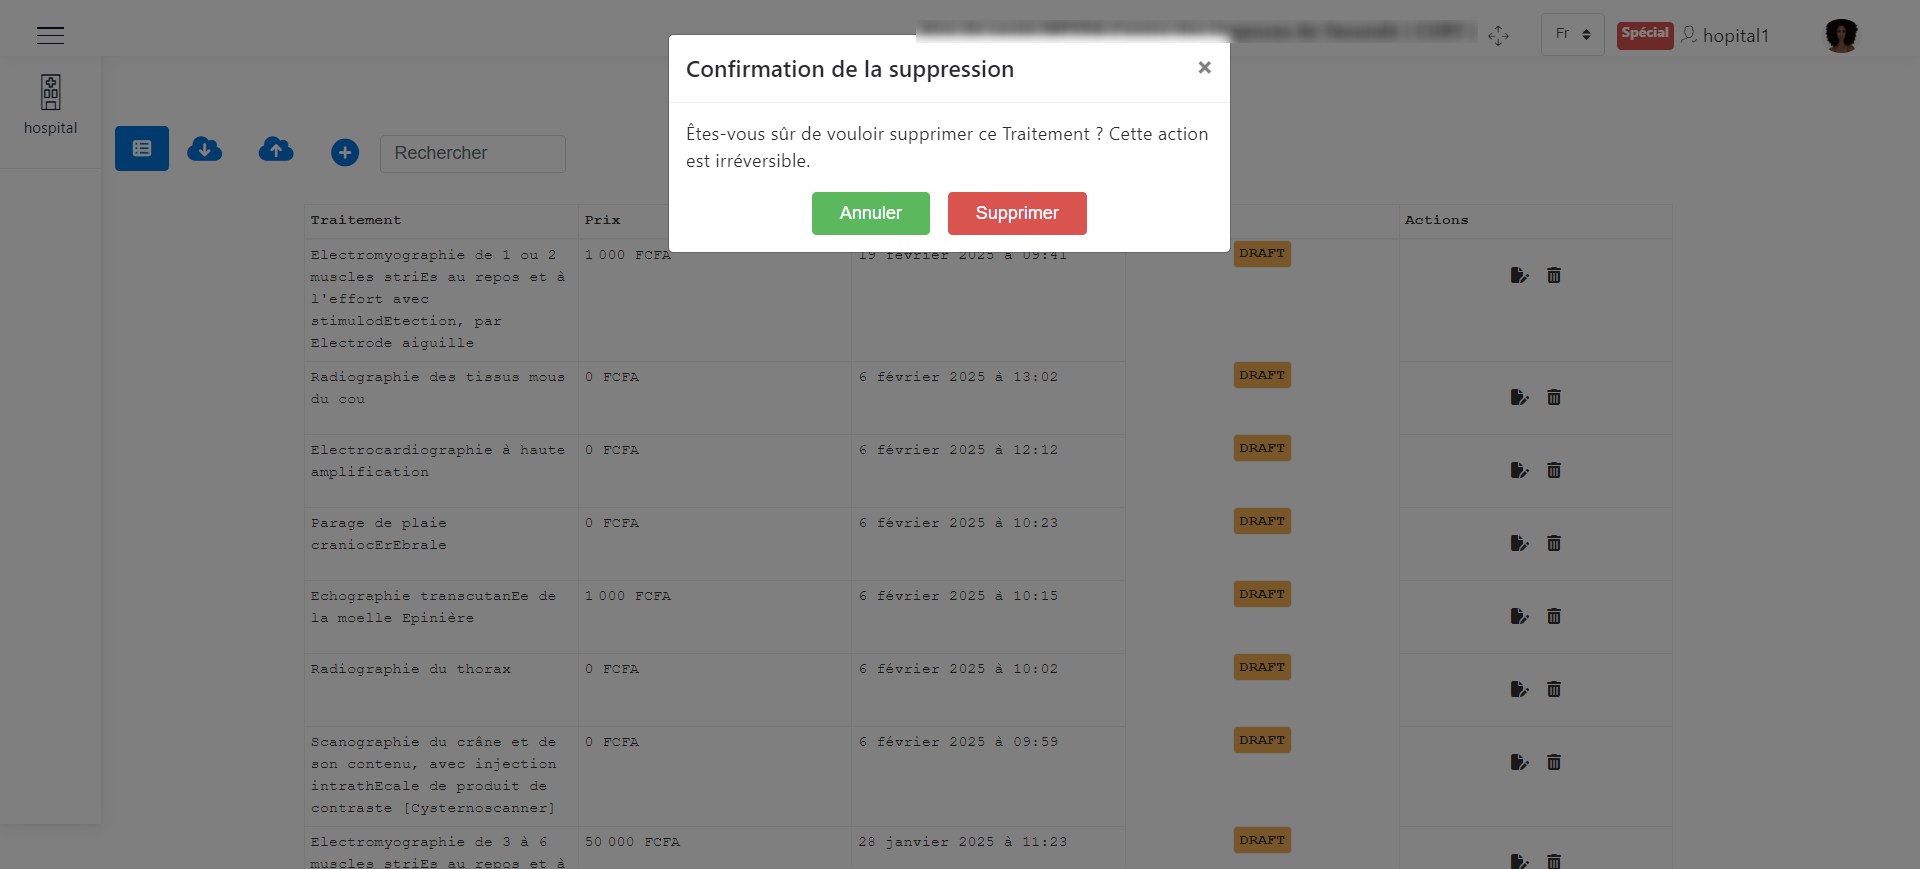 Fr
Spécial
hopital1
hospital
Confirmation de la suppression
×
Êtes-vous sûr de vouloir supprimer ce Traitement ? Cette action
est irréversible.
Annuler
Supprimer
Rechercher
Traitement
Prix
Actions
Electromyographie de 1 ou 2
muscles striEs au repos et à
l'effort avec
stimulodEtection, par
Electrode aiguille
1 000 FCFA
19 février 2025 à 09:41
DRAFT
Radiographie des tissus mous
du cou
0 FCFA
6 février 2025 à 13:02
DRAFT
Electrocardiographie à haute
amplification
0 FCFA
6 février 2025 à 12:12
DRAFT
Parage de plaie
craniocErEbrale
0 FCFA
6 février 2025 à 10:23
DRAFT
Echographie transcutanEe de
la moelle Epinière
1 000 FCFA
6 février 2025 à 10:15
DRAFT
Radiographie du thorax
0 FCFA
6 février 2025 à 10:02
DRAFT
Scanographie du crâne et de
son contenu, avec injection
intrathEcale de produit de
contraste [Cysternoscanner]
0 FCFA
6 février 2025 à 09:59
DRAFT
Electromyographie de 3 à 6
muscles striEs au repos et à
50 000 FCFA
28 janvier 2025 à 11:23
DRAFT